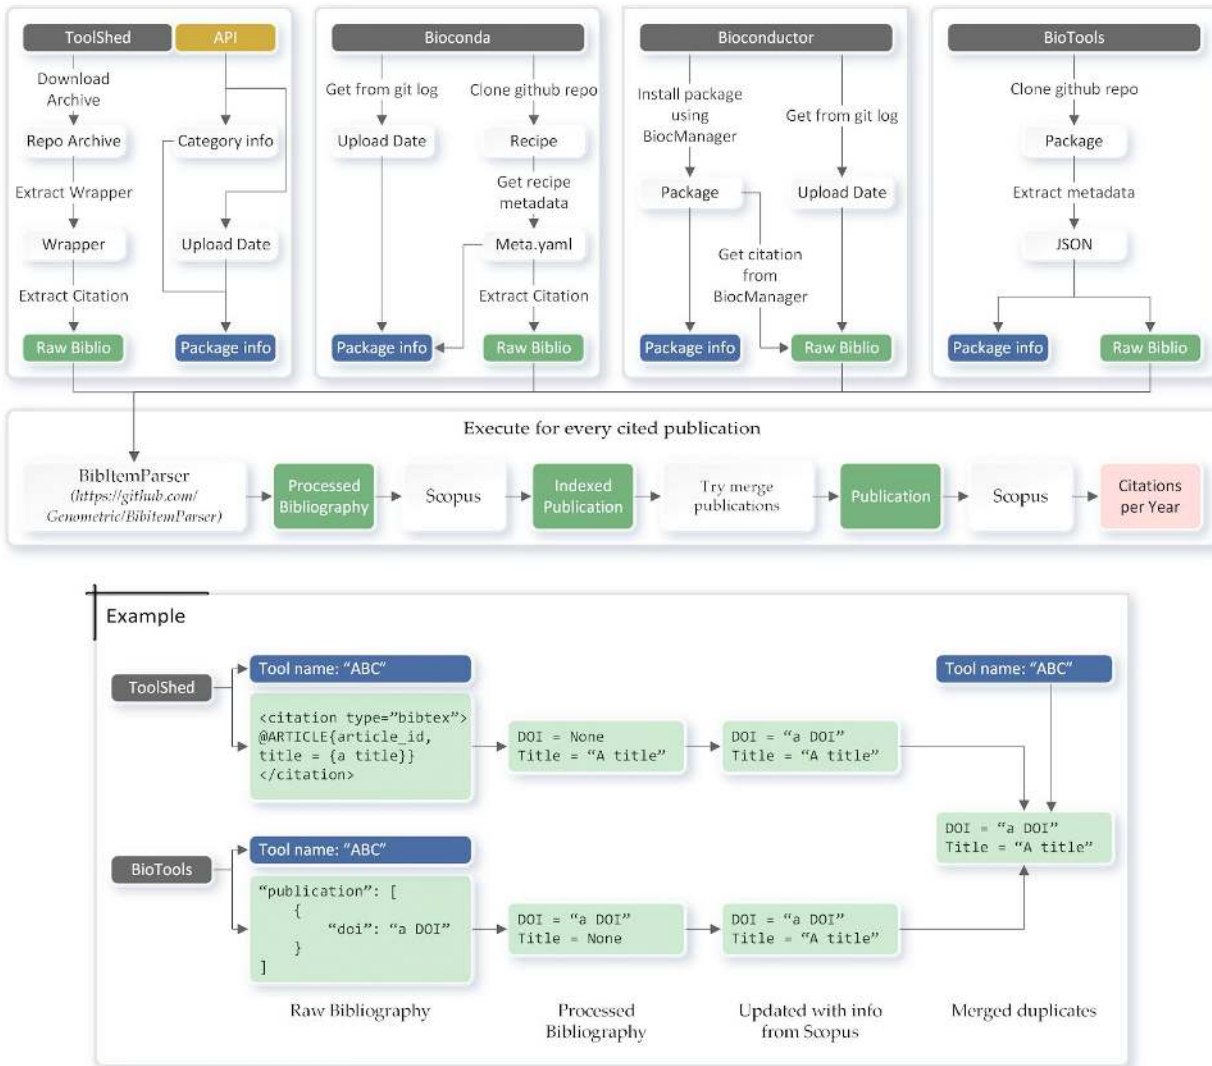 ToolShed
API
Download
Archive
Repo Archive
Extract Wrapper
Wrapper
Extract Citation
Raw Biblio
Category info
Upload Date
Package info
Bioconda
Get from git log
Upload Date
Package info
Clone github repo
Recipe
Get recipe
metadata
Meta.yaml
Extract Citation
Raw Biblio
Bioconductor
Install package
using
BiocManager
Package
Package info
Get from git log
Upload Date
Get citation
from
BiocManager
Raw Biblio
BioTools
Clone github repo
Package
Extract metadata
JSON
Package info
Raw Biblio
Execute for every cited publication
BibItemParser
(https://github.com/
Genometric/BibitemParser)
Processed
Bibliography
Scopus
Indexed
Publication
Try merge
publications
Publication
Scopus
Citations
per Year
Example
ToolShed
Tool name: “ABC”
<citation type=”bibtex”>
@ARTICLE{article_id,
title = {a title}}
</citation>
DOI = None
Title = “A title”
DOI = “a DOI”
Title = “A title”
Tool name: “ABC”
DOI = “a DOI”
Title = “A title”
BioTools
Tool name: “ABC”
“publication”: [
{
“doi”: “a DOI”
}
]
DOI = “a DOI”
Title = None
DOI = “a DOI”
Title = “A title”
Raw Bibliography
Processed
Bibliography
Updated with info
from Scopus
Merged duplicates